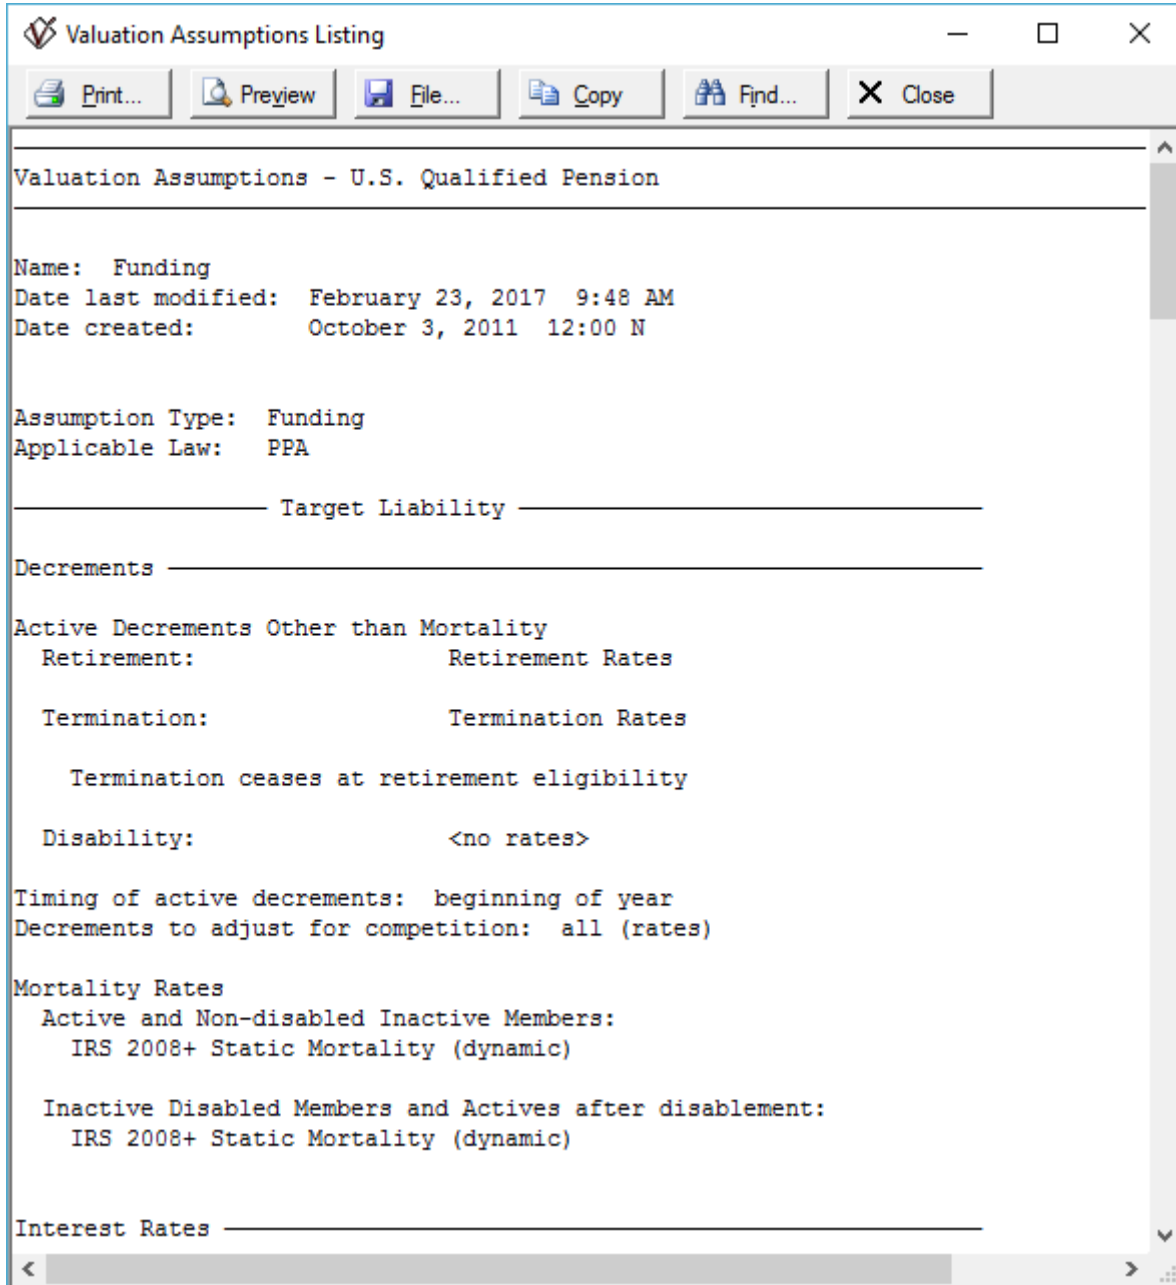 Valuation Assumptions Listing
Print... Preview File... Copy Find... Close
Valuation Assumptions - U.S. Qualified Pension
Name:  Funding
Date last modified:  February 23, 2017  9:48 AM
Date created:        October 3, 2011  12:00 N
Assumption Type:  Funding
Applicable Law:   PPA
Target Liability
Decrements
Active Decrements Other than Mortality
Retirement:                  Retirement Rates
Termination:                 Termination Rates
Termination ceases at retirement eligibility
Disability:                  <no rates>
Timing of active decrements:  beginning of year
Decrements to adjust for competition:  all (rates)
Mortality Rates
Active and Non-disabled Inactive Members:
IRS 2008+ Static Mortality (dynamic)
Inactive Disabled Members and Actives after disablement:
IRS 2008+ Static Mortality (dynamic)
Interest Rates